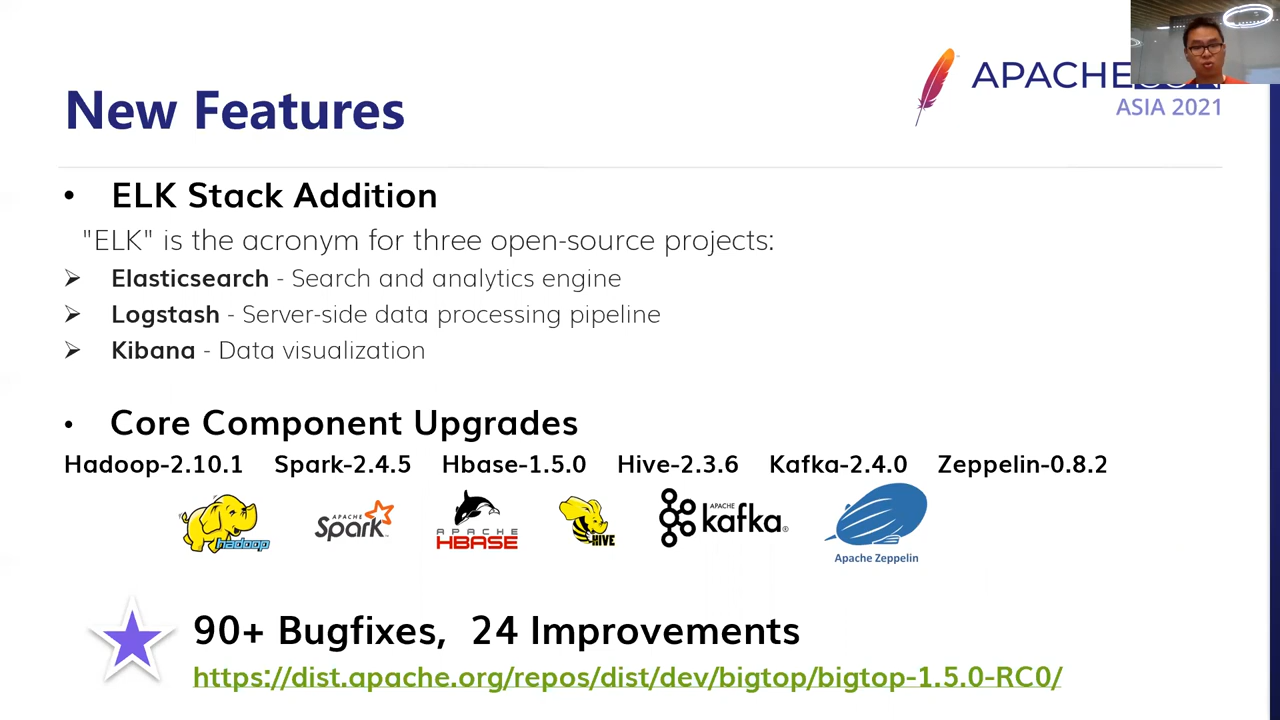 APACHECON
ASIA 2021
New Features
• ELK Stack Addition
"ELK" is the acronym for three open-source projects:
➢ Elasticsearch - Search and analytics engine
➢ Logstash - Server-side data processing pipeline
➢ Kibana - Data visualization
• Core Component Upgrades
Hadoop-2.10.1 Spark-2.4.5 Hbase-1.5.0 Hive-2.3.6 Kafka-2.4.0 Zeppelin-0.8.2
hadoop
APACHE
Spark
APACHE
HBASE
HIVE
APACHE
kafka®
Apache Zeppelin
90+ Bugfixes, 24 Improvements
https://dist.apache.org/repos/dist/dev/bigtop/bigtop-1.5.0-RC0/